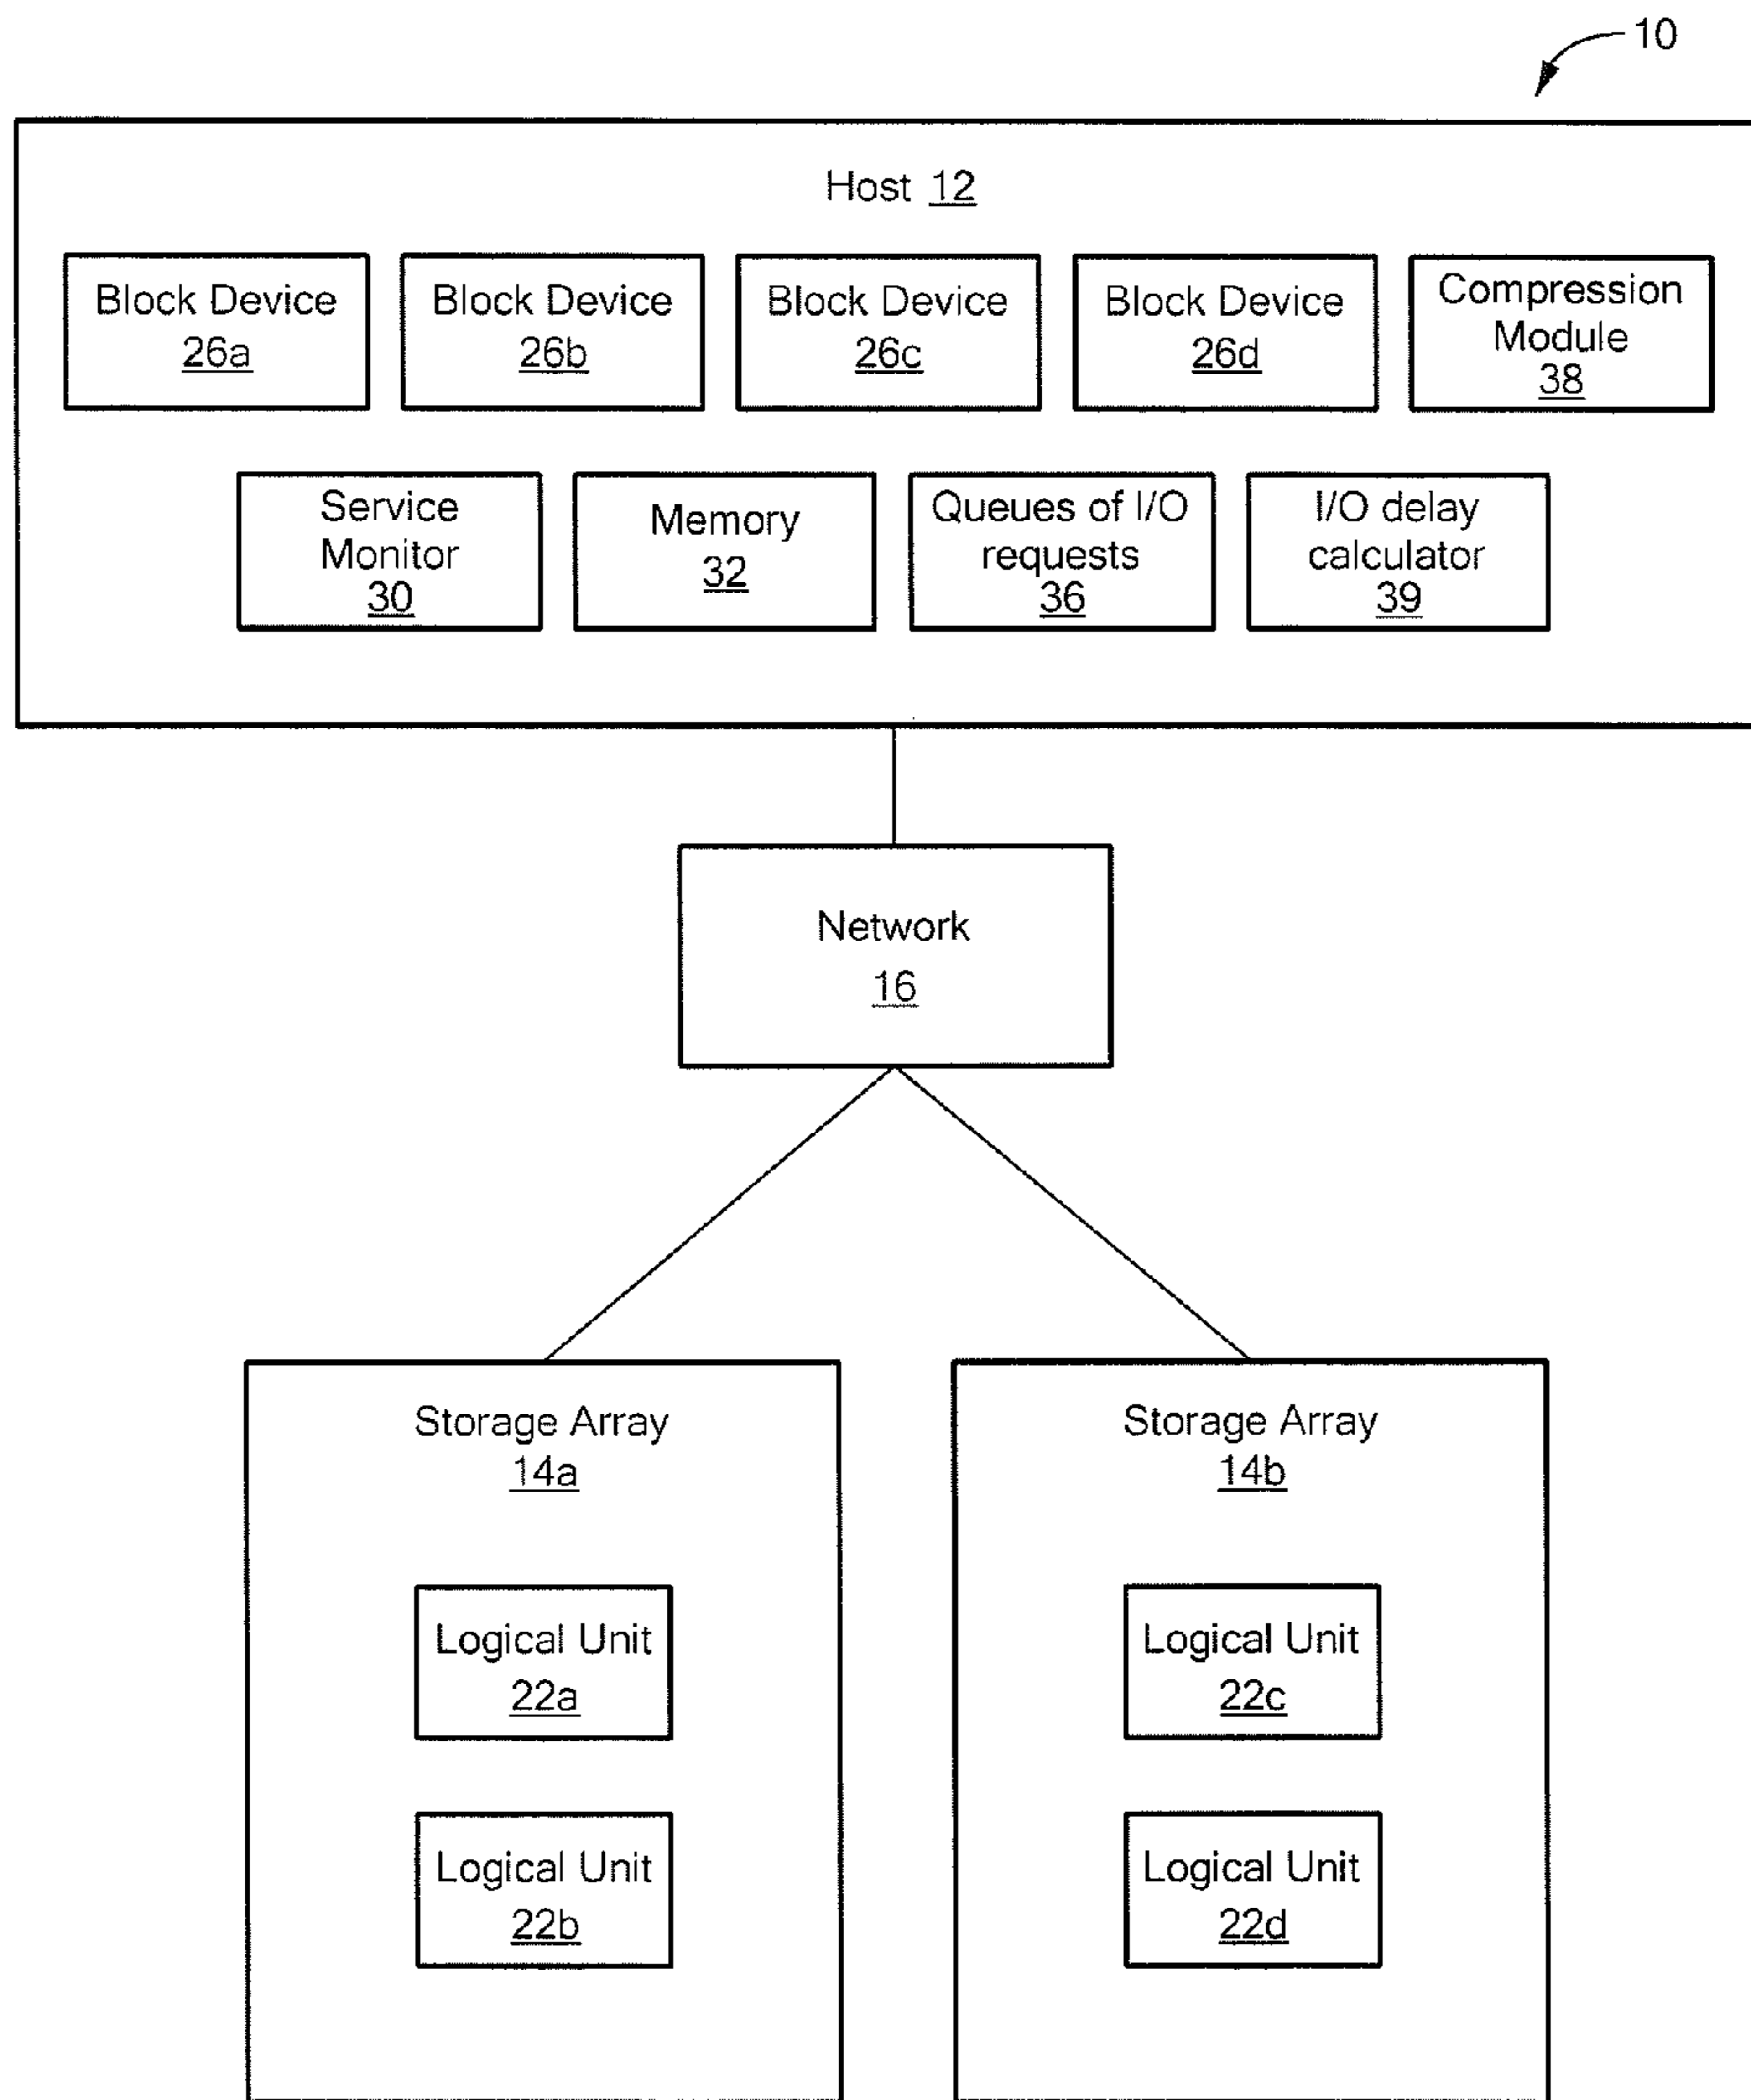 10
Host 12
Block Device
26a
Block Device
26b
Block Device
26c
Block Device
26d
Compression
Module
38
Service
Monitor
30
Memory
32
Queues of I/O
requests
36
I/O delay
calculator
39
Network
16
Storage Array
14a
Logical Unit
22a
Logical Unit
22b
Storage Array
14b
Logical Unit
22c
Logical Unit
22d